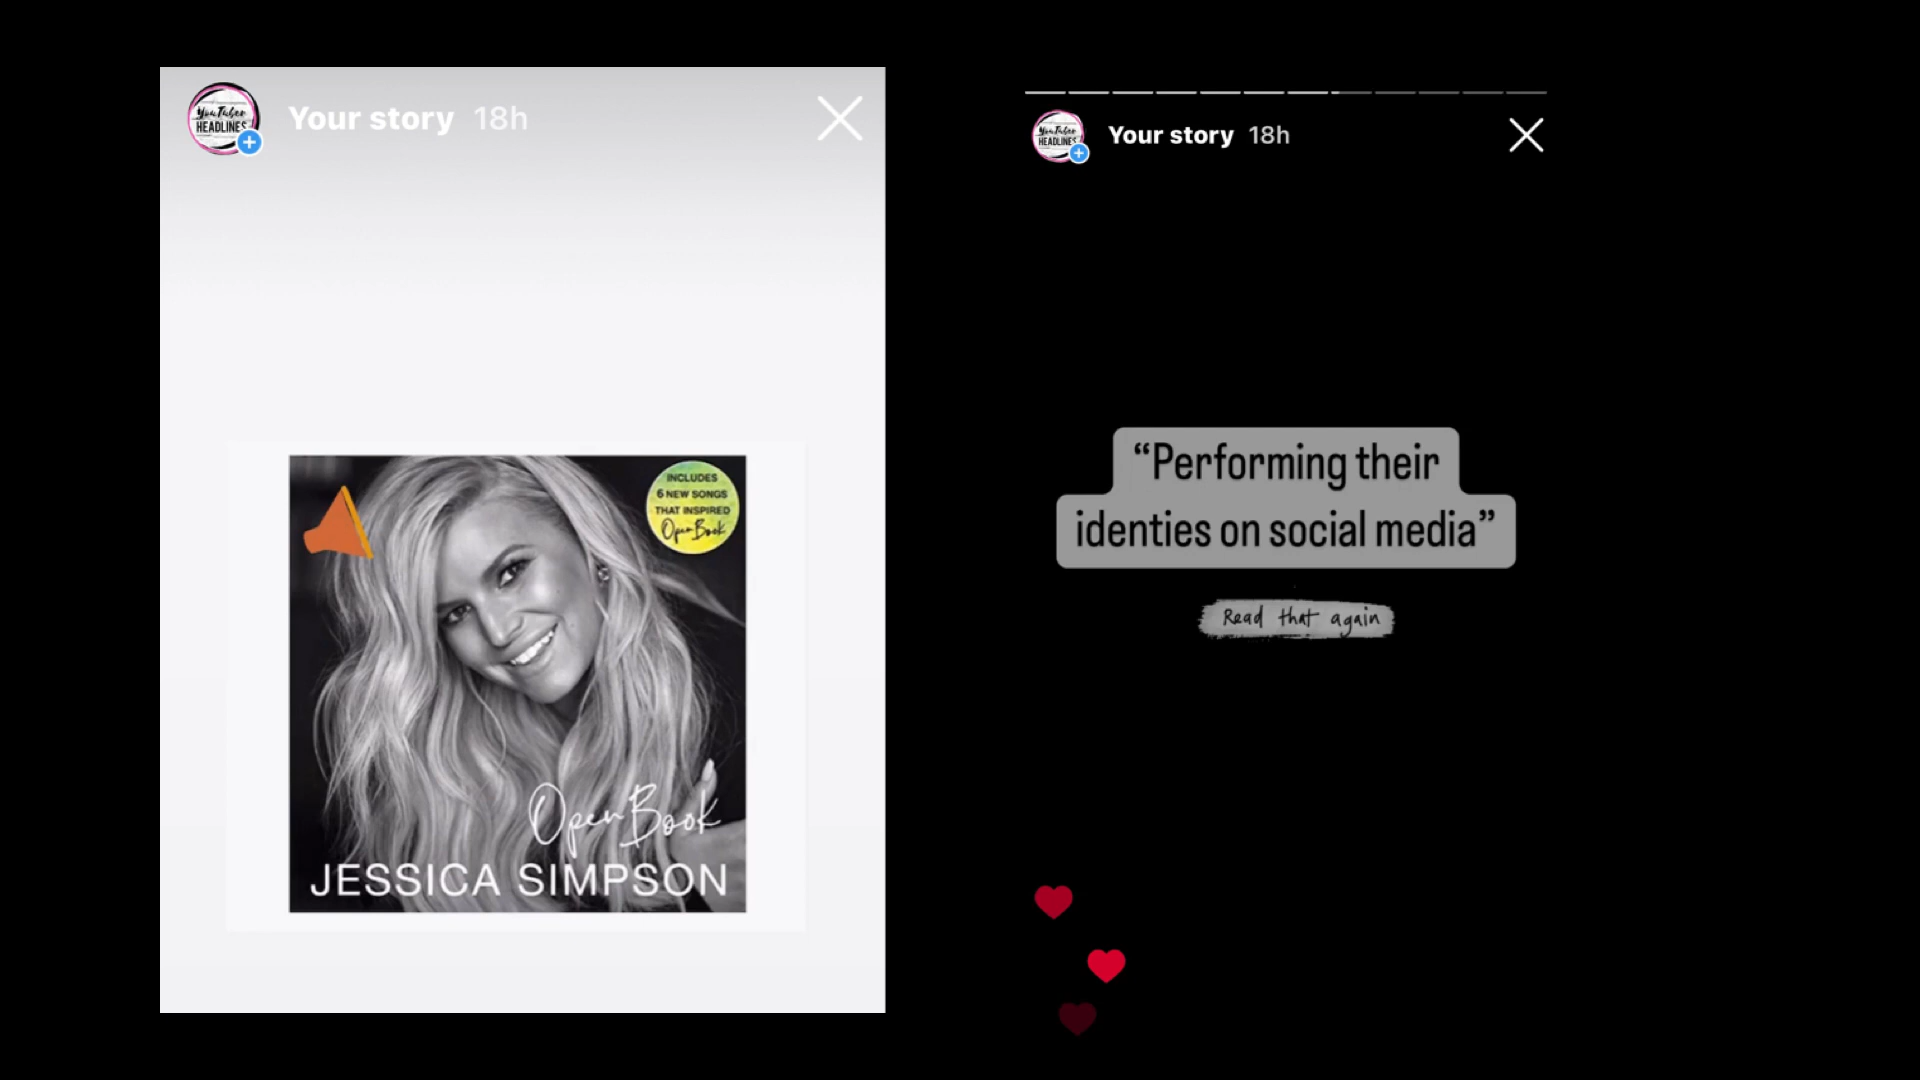 YouTuber
HEADLINES
Your story 18h
INCLUDES
6 NEW SONGS
THAT INSPIRED
Open Book
Open Book
JESSICA SIMPSON
YouTuber
HEADLINES
Your story 18h
“Performing their
identies on social media”
Read that again